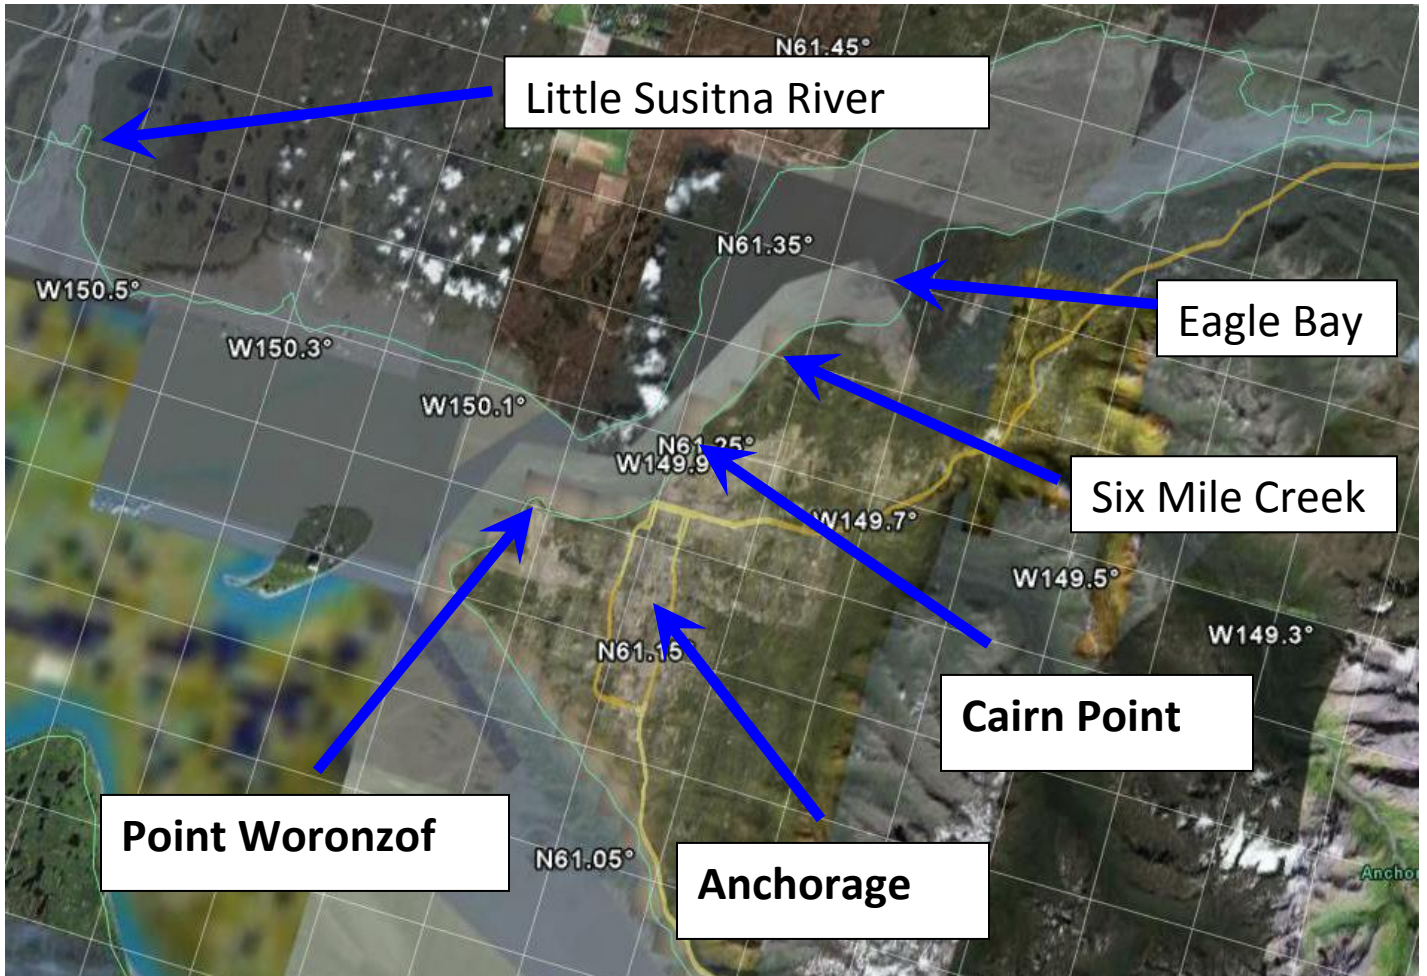 N61.45°
Little Susitna River
N61.35°
W150.5°
Eagle Bay
W150.3°
W150.1°
N61.25°
W149.9
Six Mile Creek
W149.7°
W149.5°
W149.3°
N61.15°
Cairn Point
Point Woronzof
N61.05°
Anchorage
Ancho